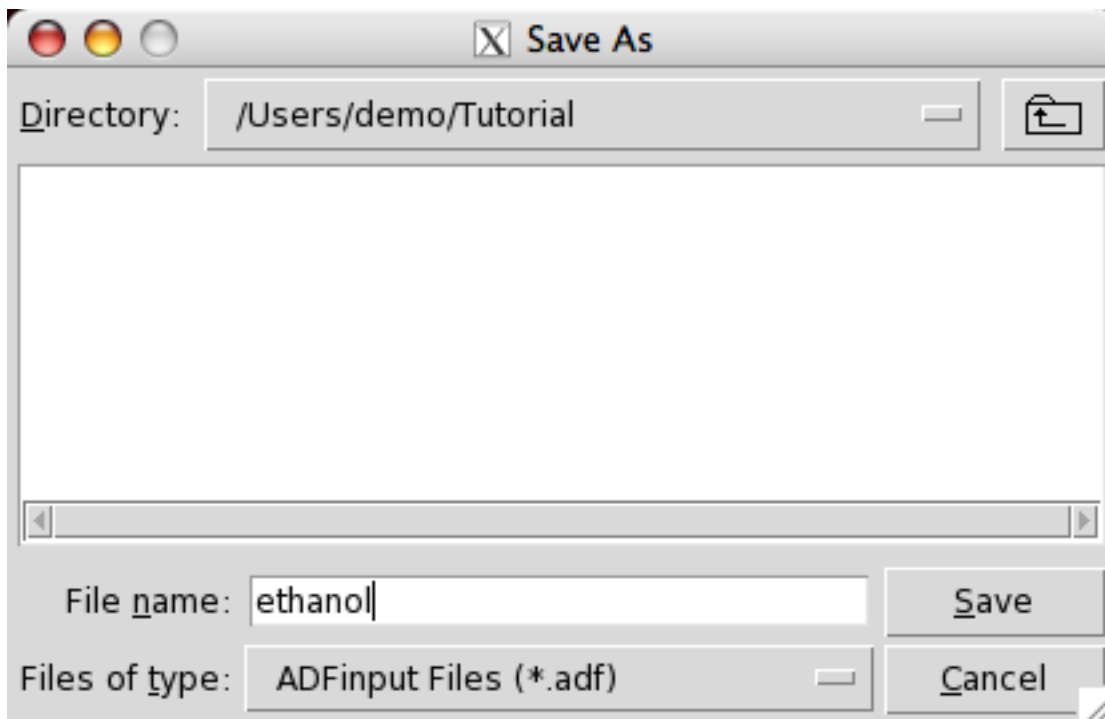 Save As
Directory: /Users/demo/Tutorial
File name: ethanol Save
Files of type: ADFinput Files (*.adf) Cancel